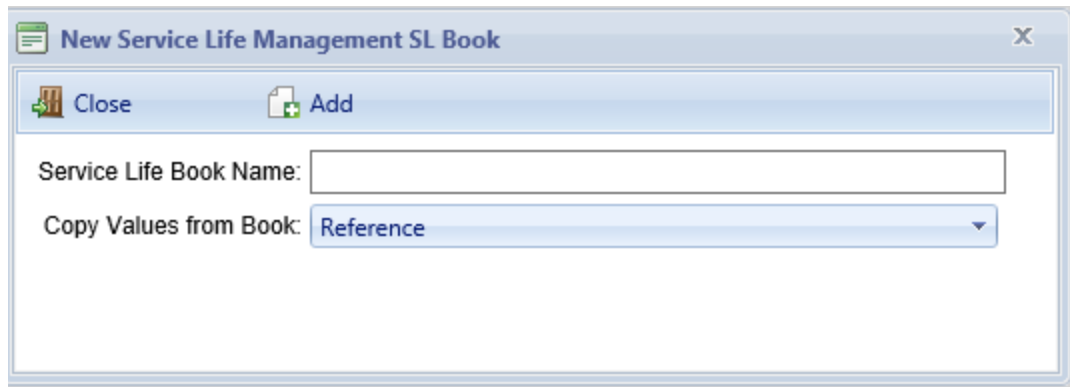 New Service Life Management SL Book
Close Add
Service Life Book Name:
Copy Values from Book: Reference